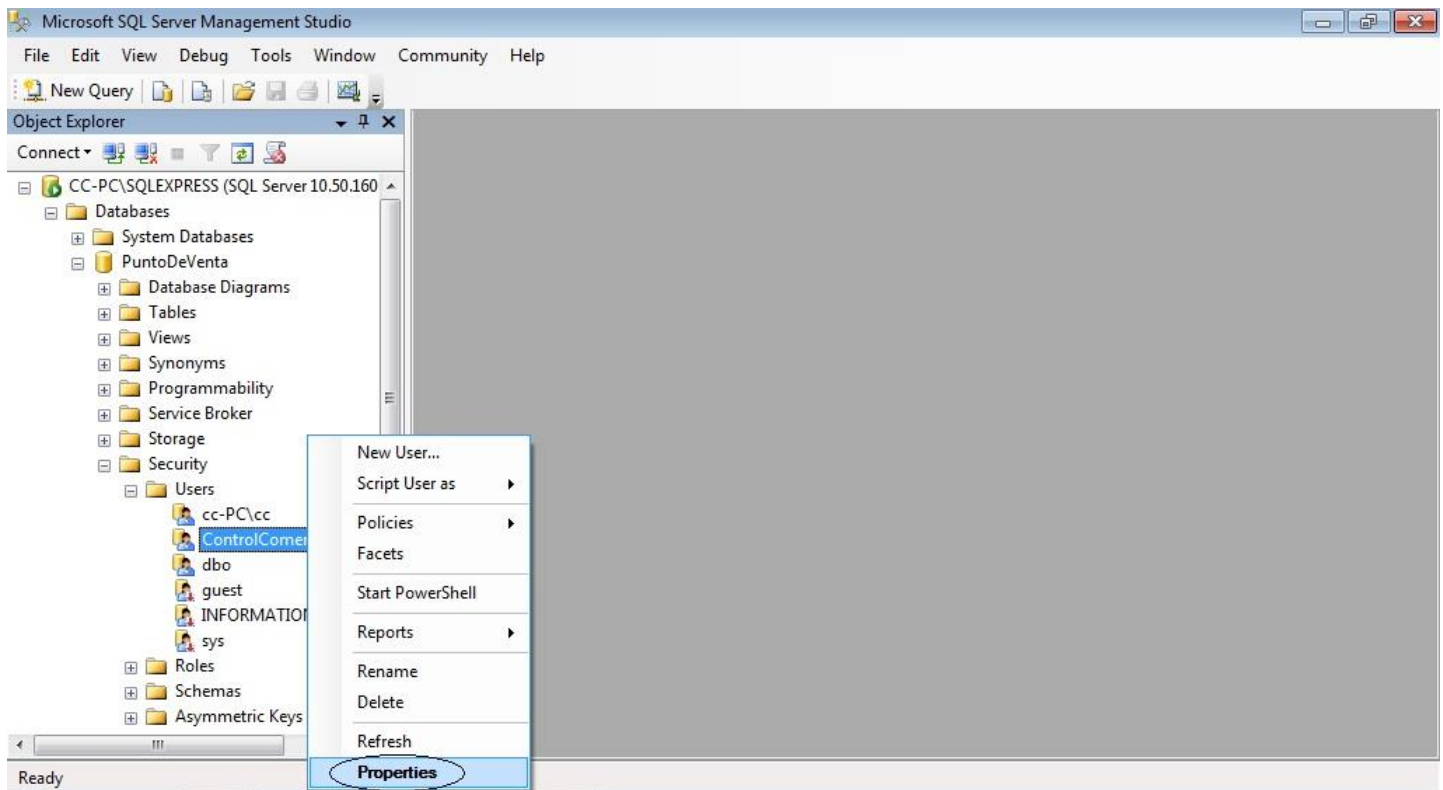 Microsoft SQL Server Management Studio
File Edit View Debug Tools Window Community Help
New Query
Object Explorer
Connect
CC-PC\SQLEXPRESS (SQL Server 10.50.160
Databases
System Databases
PuntoDeVenta
Database Diagrams
Tables
Views
Synonyms
Programmability
Service Broker
Storage
Security
Users
cc-PC\cc
ControlComer
dbo
guest
INFORMATION
sys
Roles
Schemas
Asymmetric Keys
New User...
Script User as
Policies
Facets
Start PowerShell
Reports
Rename
Delete
Refresh
Properties
Ready